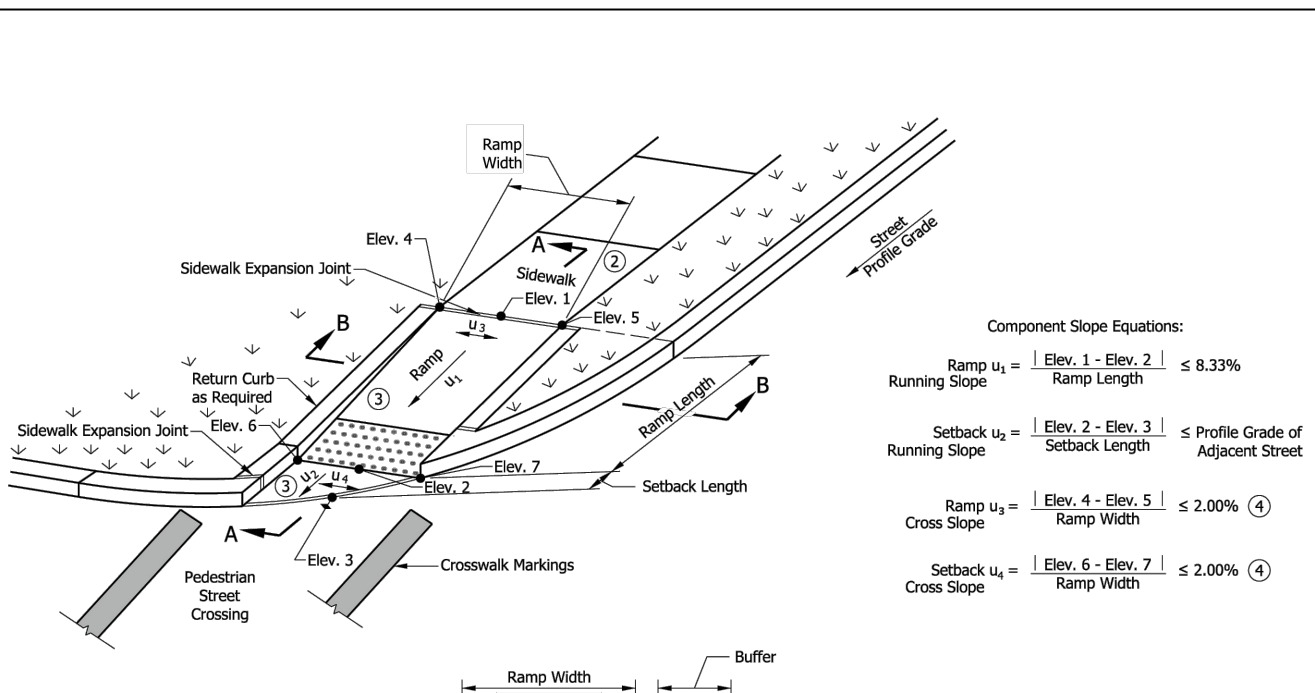 Ramp
Width
Street
Profile Grade
Elev. 4
A
2
Sidewalk
Sidewalk Expansion Joint
Elev. 1
Elev. 5
B
u3
Component Slope Equations:
Ramp
u1
Ramp u1 = | Elev. 1 - Elev. 2 | ≤ 8.33%
Running Slope Ramp Length
Return Curb
as Required
3
Ramp Length
B
Elev. 6
Sidewalk Expansion Joint
Setback u2 = | Elev. 2 - Elev. 3 | ≤ Profile Grade of
Running Slope Setback Length Adjacent Street
Elev. 7
3
u2
u4
Elev. 2
Setback Length
Ramp u3 = | Elev. 4 - Elev. 5 | ≤ 2.00% 4
Cross Slope Ramp Width
A
Elev. 3
Crosswalk Markings
Setback u4 = | Elev. 6 - Elev. 7 | ≤ 2.00% 4
Cross Slope Ramp Width
Pedestrian
Street
Crossing
Buffer
Ramp Width